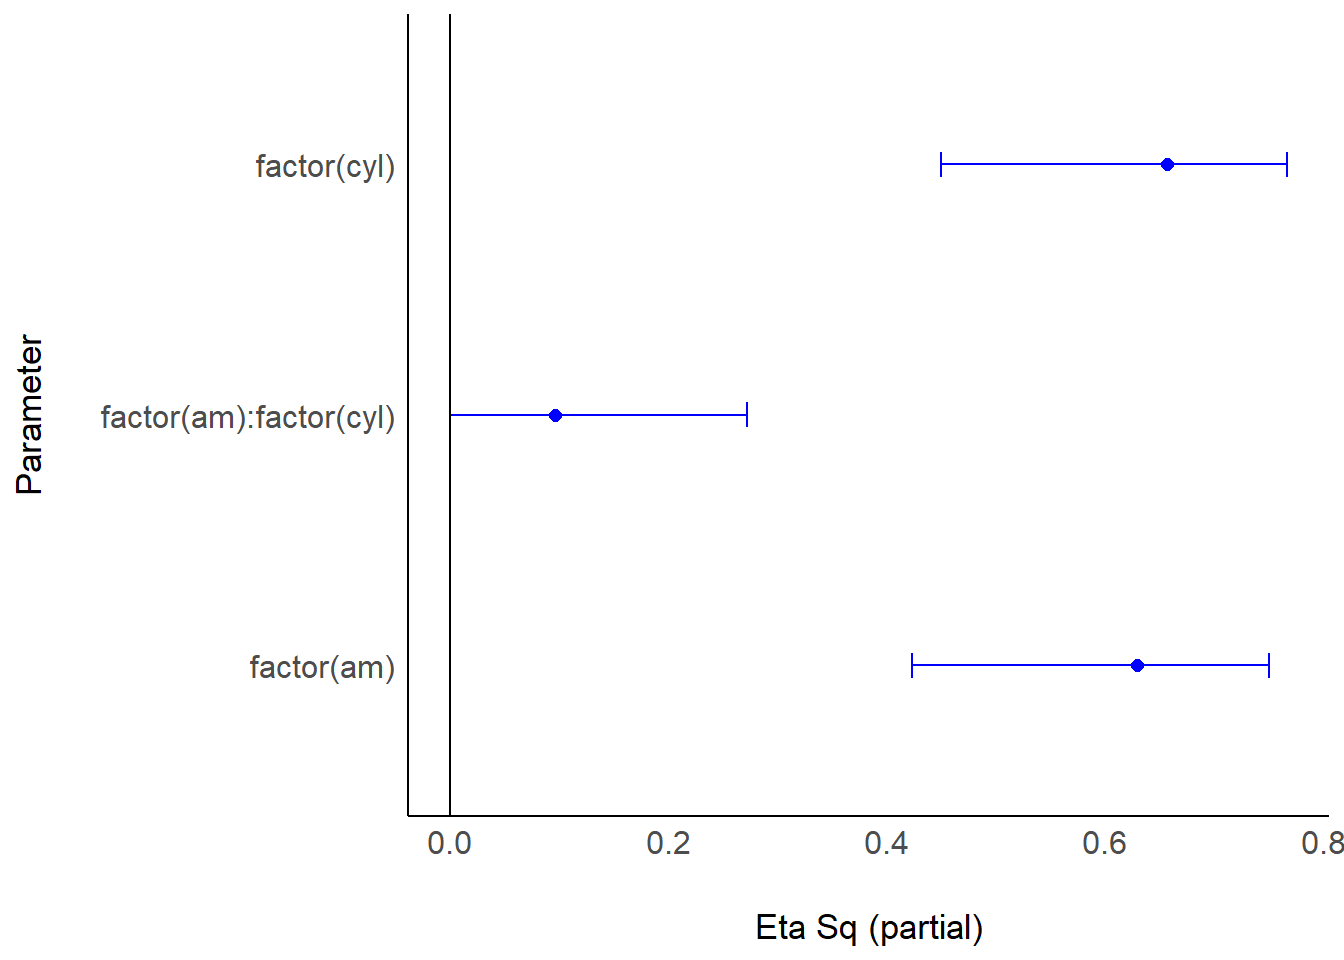 Parameter
factor(cyl)
factor(am):factor(cyl)
factor(am)
0.0 0.2 0.4 0.6 0.8
Eta Sq (partial)